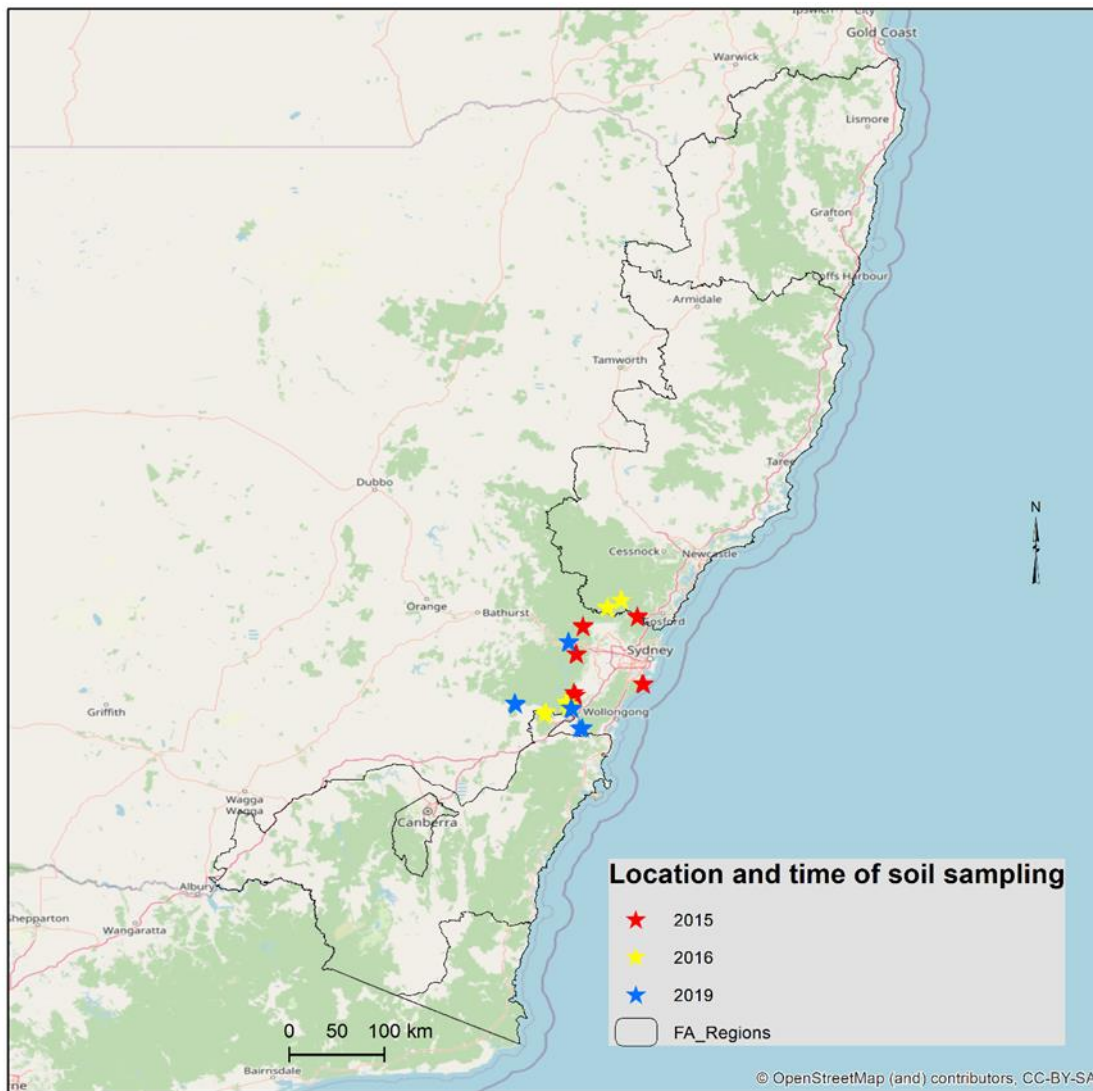 Ipswich
City
Gold Coast
Warwick
Lismore
Grafton
Coffs Harbour
Armidale
Tamworth
Taree
Dubbo
Cessnock
Newcastle
N
Orange
Bathurst
Gosford
Sydney
Griffith
Wollongong
Wagga
Wagga
Canberra
Albury
Shepparton
Wangaratta
Bairnsdale
Location and time of soil sampling
2015
2016
2019
FA_Regions
0 50 100 km
© OpenStreetMap (and) contributors, CC-BY-SA